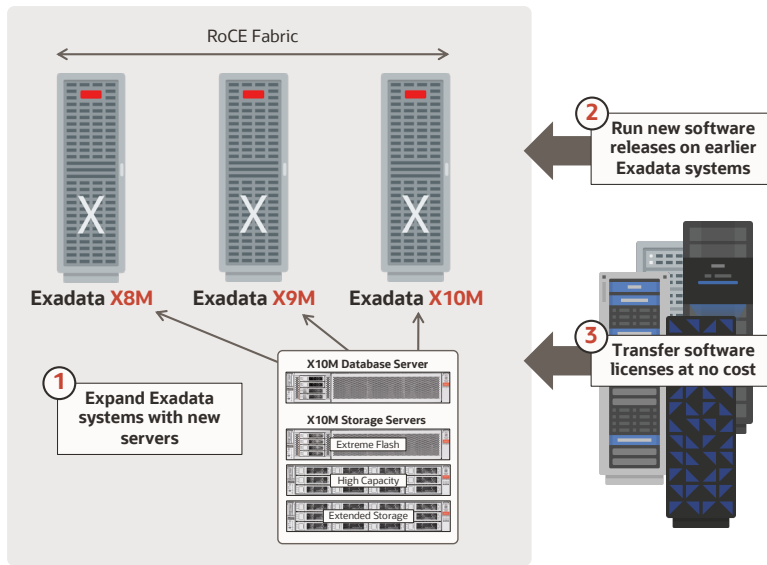 RoCE Fabric
X
X
X
Exadata X8M
Exadata X9M
Exadata X10M
1
Expand Exadata
systems with new
servers
X10M Database Server
X10M Storage Servers
Extreme Flash
High Capacity
Extended Storage
2
Run new software
releases on earlier
Exadata systems
3
Transfer software
licenses at no cost